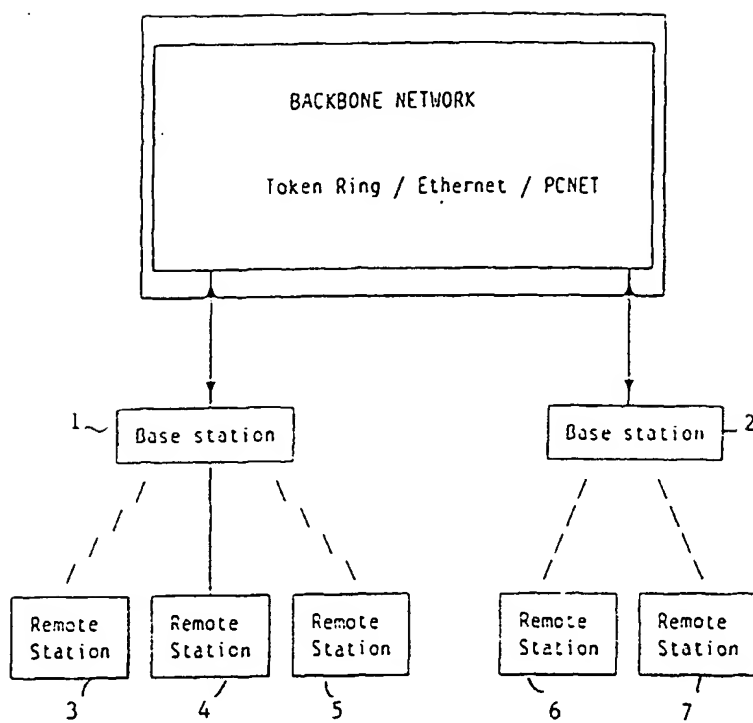 BACKBONE NETWORK
Token Ring / Ethernet / PCNET
1
Base station
Base station
2
Remote
Station
Remote
Station
Remote
Station
Remote
Station
Remote
Station
3
4
5
6
7